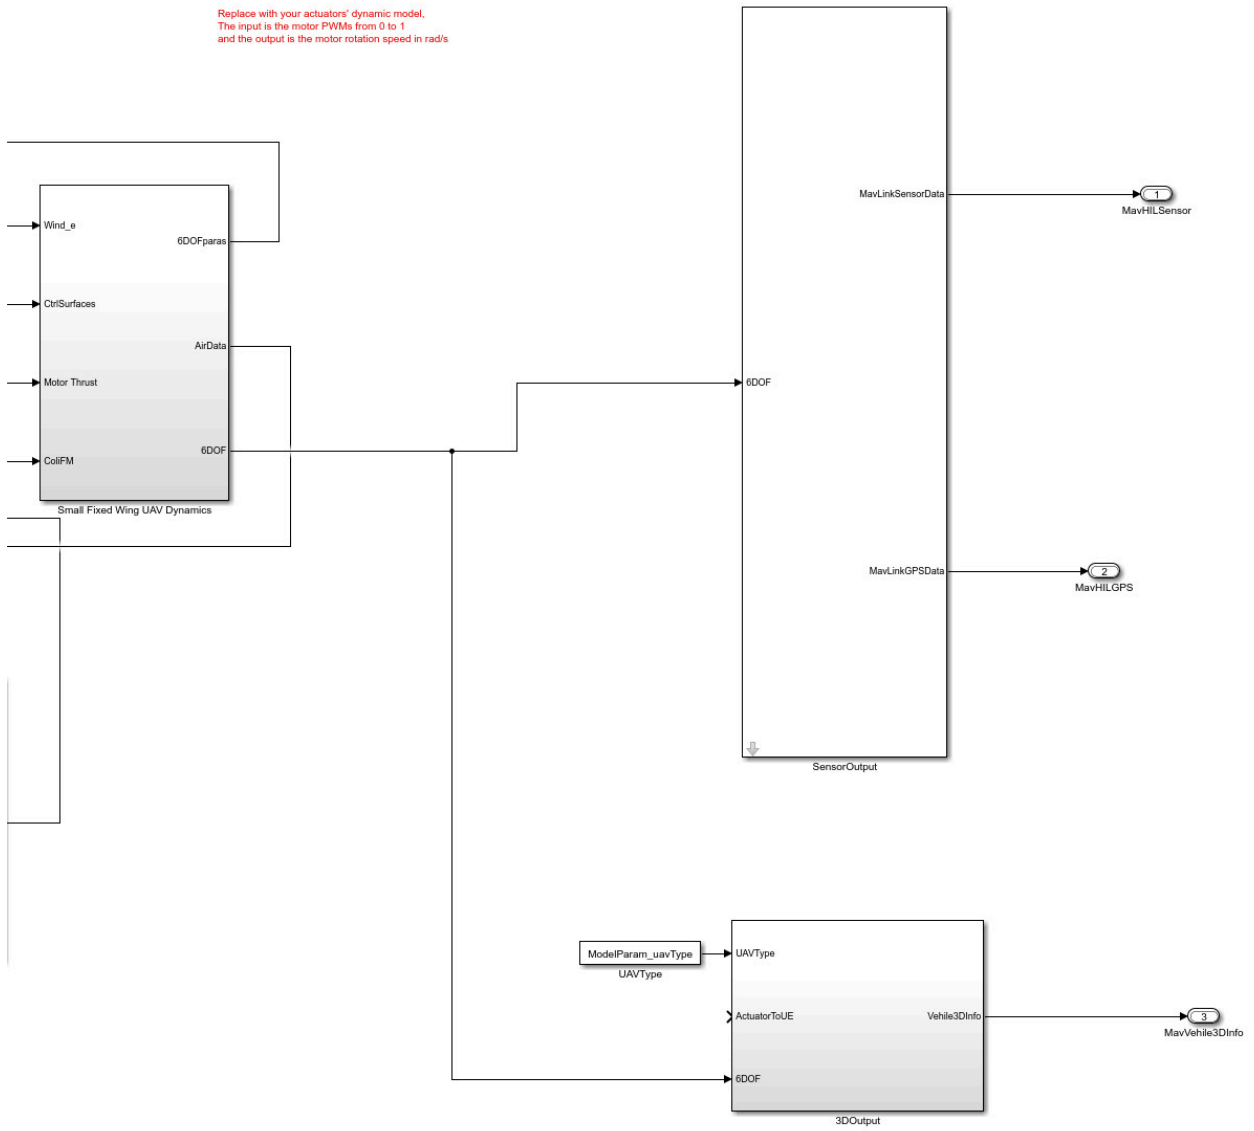 Replace with your actuators' dynamic model,
The input is the motor PWMs from 0 to 1
and the output is the motor rotation speed in rad/s
Wind_e
6DOFparas
CtrlSurfaces
AirData
Motor Thrust
6DOF
ColiFM
Small Fixed Wing UAV Dynamics
MavLinkSensorData
1
MavHILSensor
6DOF
MavLinkGPSData
2
MavHILGPS
SensorOutput
ModelParam_uavType
UAVType
UAVType
ActuatorToUE
Vehile3DInfo
3
MavVehile3DInfo
6DOF
3DOutput